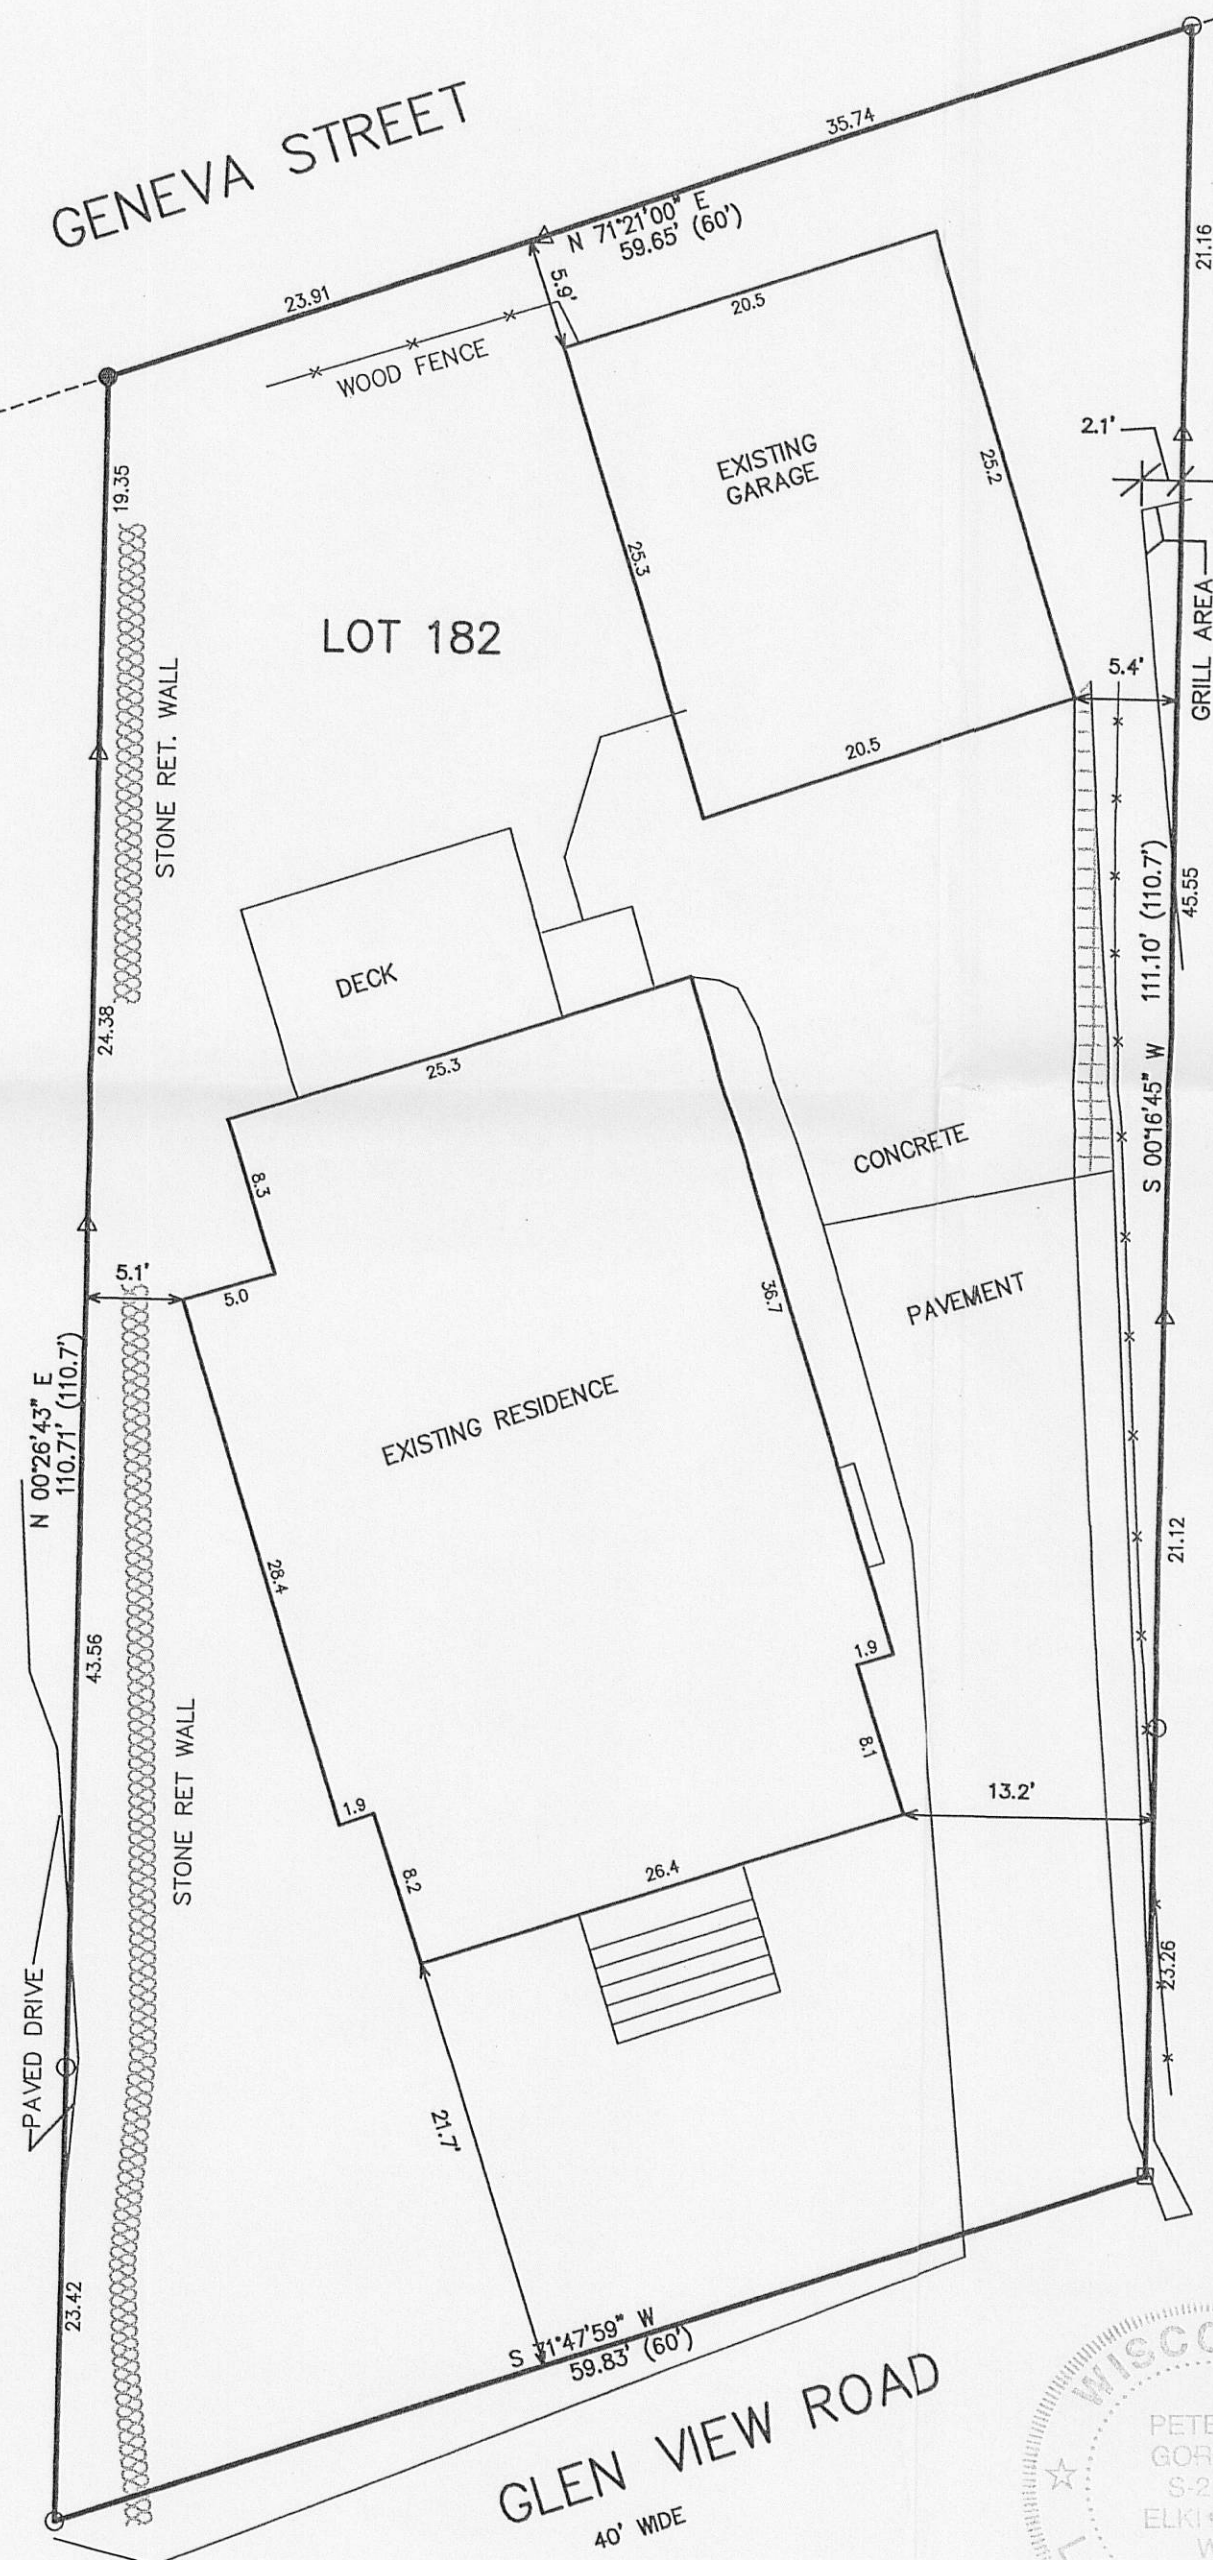 GENEVA STREET
35.74
N 71°21'00" E
59.65' (60')
23.91
5.9'
21.16
20.5
WOOD FENCE
EXISTING
GARAGE
25.2
2.1'
19.35
25.3
LOT 182
GRILL AREA
5.4'
STONE RET. WALL
20.5
S 00°16'45" W 111.10' (110.7')
45.55
DECK
24.38
25.3
CONCRETE
8.3
5.1'
5.0
36.7
PAVEMENT
N 00°26'43" E
110.71' (110.7')
EXISTING RESIDENCE
28.4
21.12
43.56
1.9
8.1
STONE RET WALL
13.2'
1.9
8.2
26.4
23.26
PAVED DRIVE
21.7'
23.42
S 71°47'59" W
59.83' (60')
GLEN VIEW ROAD
40' WIDE
WISCO
PETE
GOR
S-2
ELKH
W